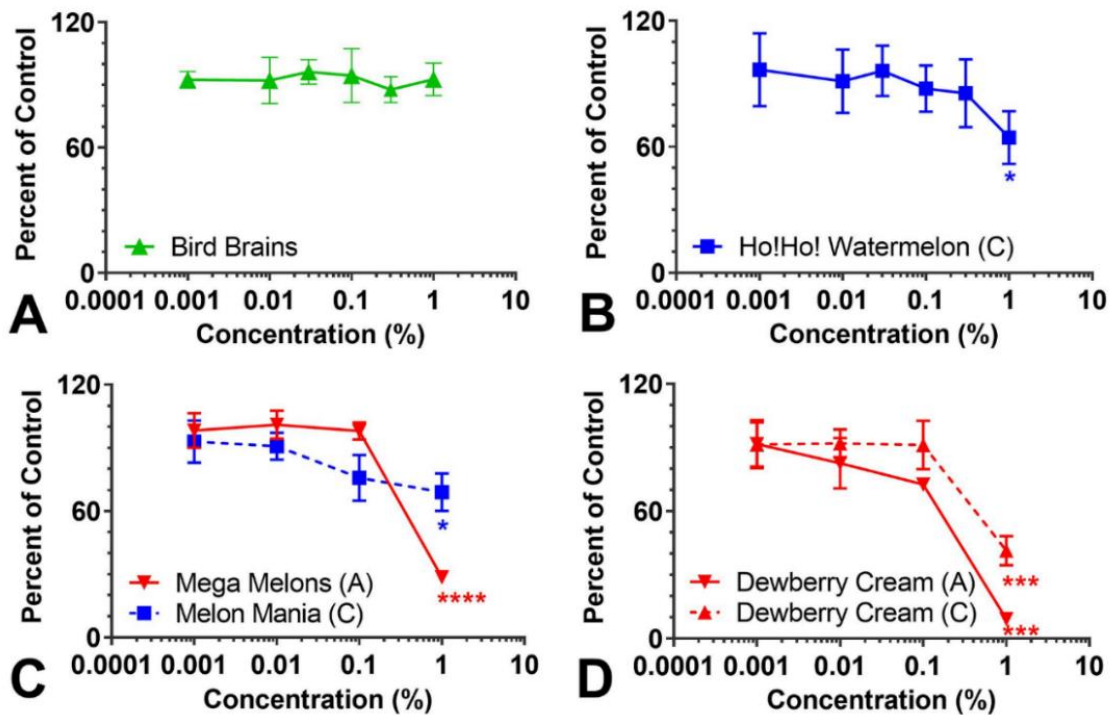 Percent of Control
120
60
0
Bird Brains
0.0001 0.001 0.01 0.1 1 10
Concentration (%)
A
Percent of Control
120
60
0
Ho!Ho! Watermelon (C)
*
0.0001 0.001 0.01 0.1 1 10
Concentration (%)
B
Percent of Control
120
60
0
*
Mega Melons (A)
****
Melon Mania (C)
0.0001 0.001 0.01 0.1 1 10
Concentration (%)
C
Percent of Control
120
60
0
Dewberry Cream (A)
***
Dewberry Cream (C)
***
0.0001 0.001 0.01 0.1 1 10
Concentration (%)
D